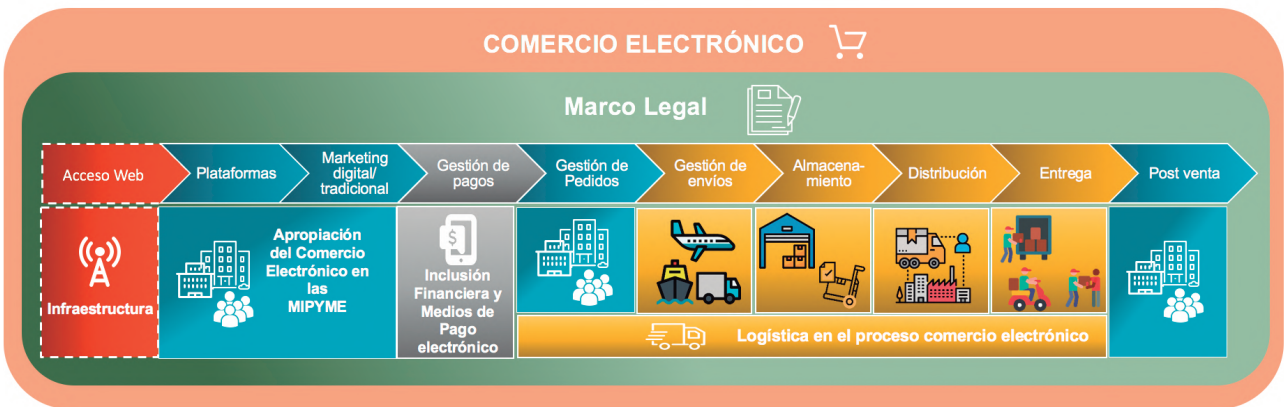 COMERCIO ELECTRÓNICO
Marco Legal
Acceso Web
Plataformas
Marketing
digital/
tradicional
Gestión de
pagos
Gestión de
Pedidos
Gestión de
envíos
Almacena-
miento
Distribución
Entrega
Post venta
Infraestructura
Apropiación
del Comercio
Electrónico en
las
MIPYME
$
Inclusión
Financiera y
Medios de
Pago
electrónico
Logística en el proceso comercio electrónico